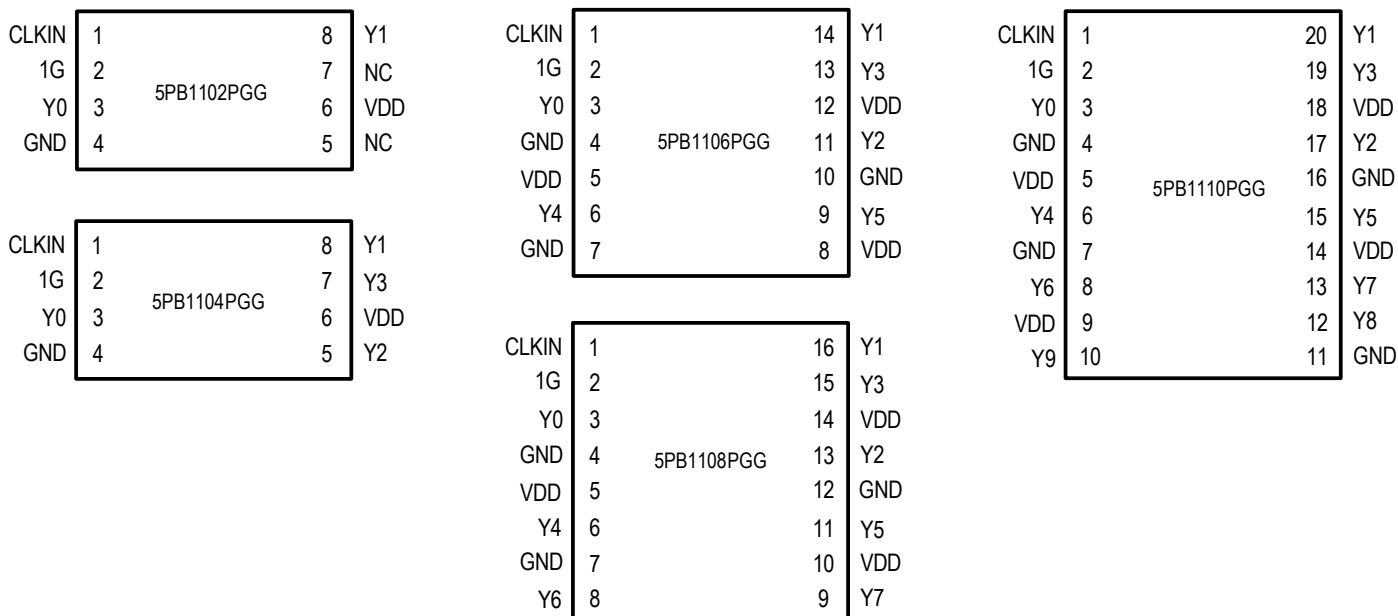 CLKIN 1 8 Y1
1G 2 7 NC
5PB1102PGG
Y0 3 6 VDD
GND 4 5 NC
CLKIN 1 8 Y1
1G 2 7 Y3
5PB1104PGG
Y0 3 6 VDD
GND 4 5 Y2
CLKIN 1 14 Y1
1G 2 13 Y3
Y0 3 12 VDD
GND 4 5PB1106PGG 11 Y2
VDD 5 10 GND
Y4 6 9 Y5
GND 7 8 VDD
CLKIN 1 16 Y1
1G 2 15 Y3
Y0 3 14 VDD
GND 4 5PB1108PGG 13 Y2
VDD 5 12 GND
Y4 6 11 Y5
GND 7 10 VDD
Y6 8 9 Y7
CLKIN 1 20 Y1
1G 2 19 Y3
Y0 3 18 VDD
GND 4 17 Y2
VDD 5 5PB1110PGG 16 GND
Y4 6 15 Y5
GND 7 14 VDD
Y6 8 13 Y7
VDD 9 12 Y8
Y9 10 11 GND